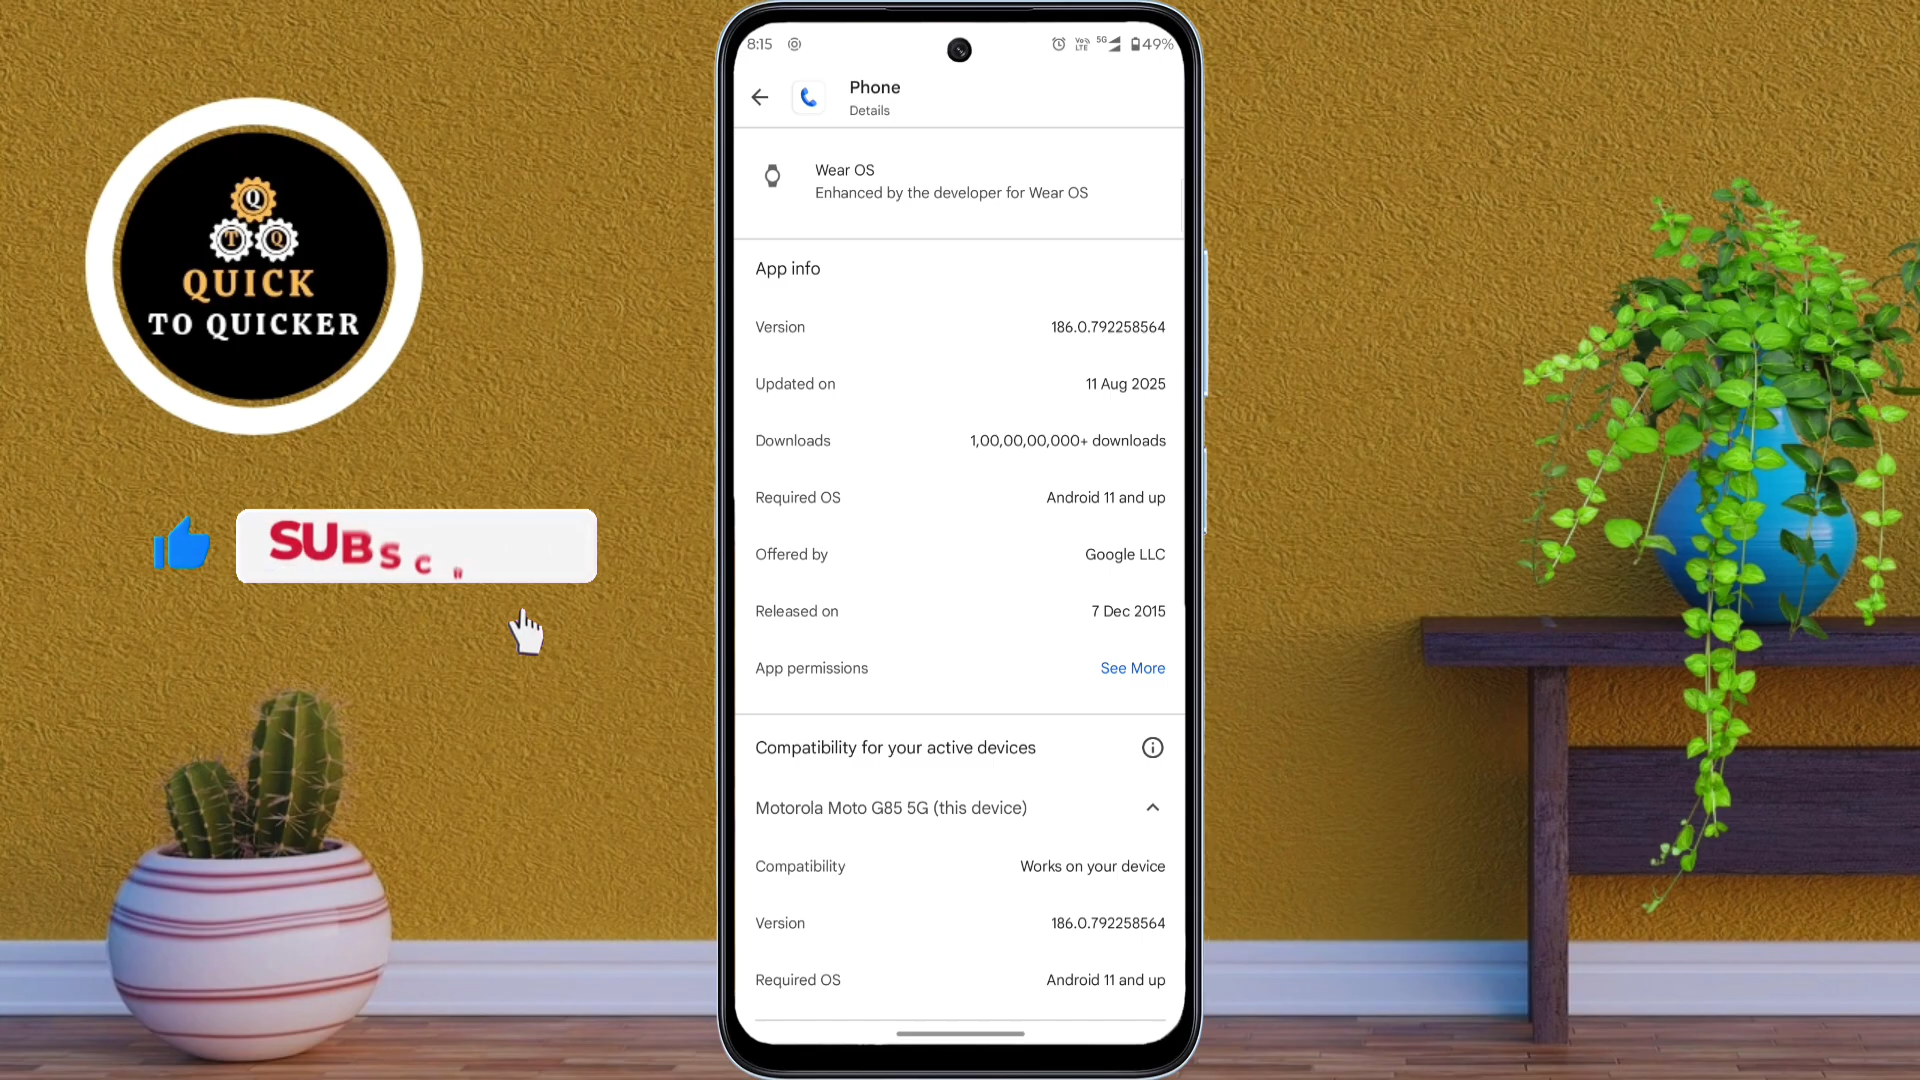 8:15
5G
Vo
LTE
49%
Phone
Details
Wear OS
Enhanced by the developer for Wear OS
App info
Version 186.0.792258564
Updated on 11 Aug 2025
Downloads 1,00,00,00,000+ downloads
Required OS Android 11 and up
Offered by Google LLC
Released on 7 Dec 2015
App permissions See More
Compatibility for your active devices
Motorola Moto G85 5G (this device)
Compatibility Works on your device
Version 186.0.792258564
Required OS Android 11 and up
Q
T Q
QUICK
TO QUICKER
SUBSC